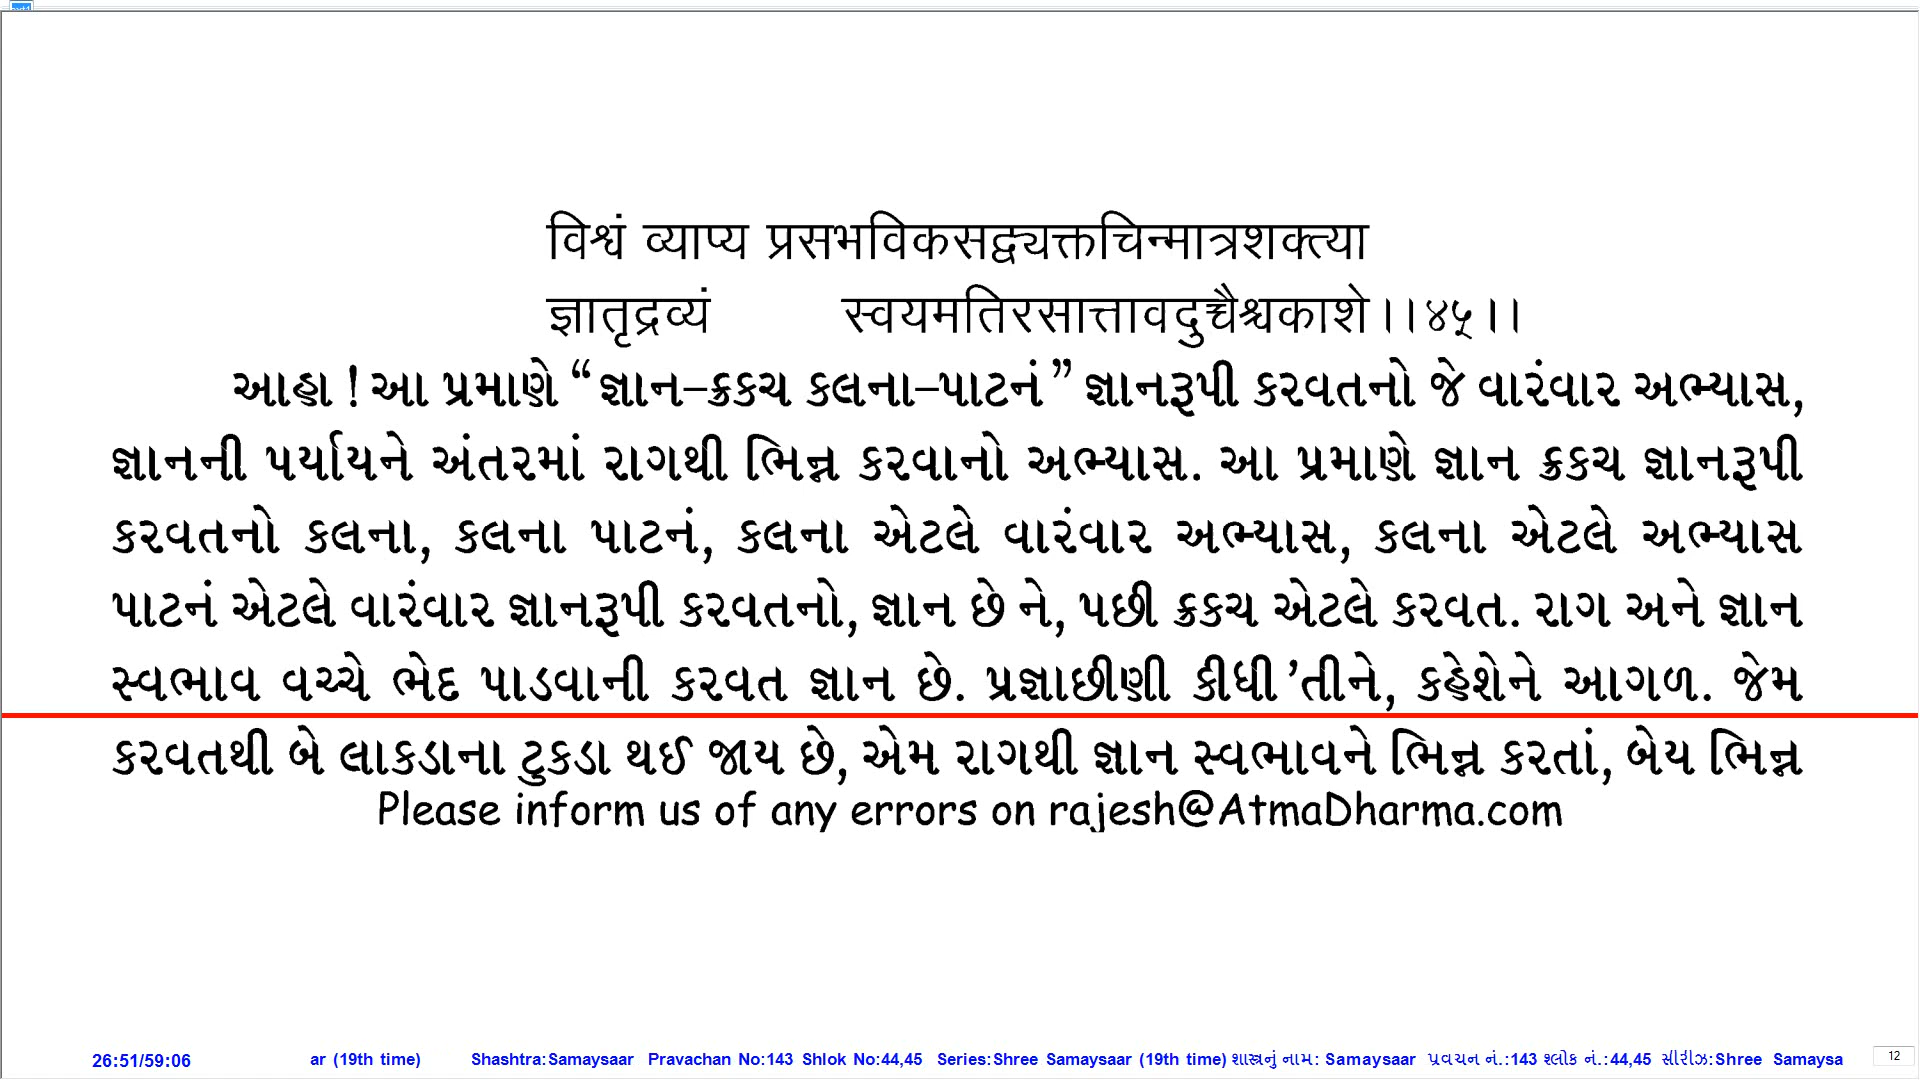 विश्वं व्याप्य प्रसभविकसद्व्यक्तचिन्मात्रशक्त्या
ज्ञातृद्रव्यं स्वयमतिरसात्तावदुच्चैश्चकाशे।।४५।।
આહા ! આ પ્રમાણે “ જ્ઞાન–ક્રકચ કલના–પાટનં ” જ્ઞાનરૂપી કરવતનો જે વારંવાર અભ્યાસ,
જ્ઞાનની પર્યાયને અંતરમાં રાગથી ભિન્ન કરવાનો અભ્યાસ. આ પ્રમાણે જ્ઞાન ક્રકચ જ્ઞાનરૂપી
કરવતનો કલના, કલના પાટનં, કલના એટલે વારંવાર અભ્યાસ, કલના એટલે અભ્યાસ
પાટનં એટલે વારંવાર જ્ઞાનરૂપી કરવતનો, જ્ઞાન છે ને, પછી ક્રકચ એટલે કરવત. રાગ અને જ્ઞાન
સ્વભાવ વચ્ચે ભેદ પાડવાની કરવત જ્ઞાન છે. પ્રજ્ઞાછીણી કીધી ’તીને, કહેશેને આગળ. જેમ
કરવતથી બે લાકડાના ટુકડા થઈ જાય છે, એમ રાગથી જ્ઞાન સ્વભાવને ભિન્ન કરતાં, બેય ભિન્ન
Please inform us of any errors on rajesh@AtmaDharma.com
26:51/59:06 ar (19th time) Shashtra:Samaysaar Pravachan No:143 Shlok No:44,45 Series:Shree Samaysaar (19th time) શાસ્ત્રનું નામ: Samaysaar પ્રવચન નં.:143 શ્લોક નં.:44,45 સીરીઝ:Shree Samaysa 12